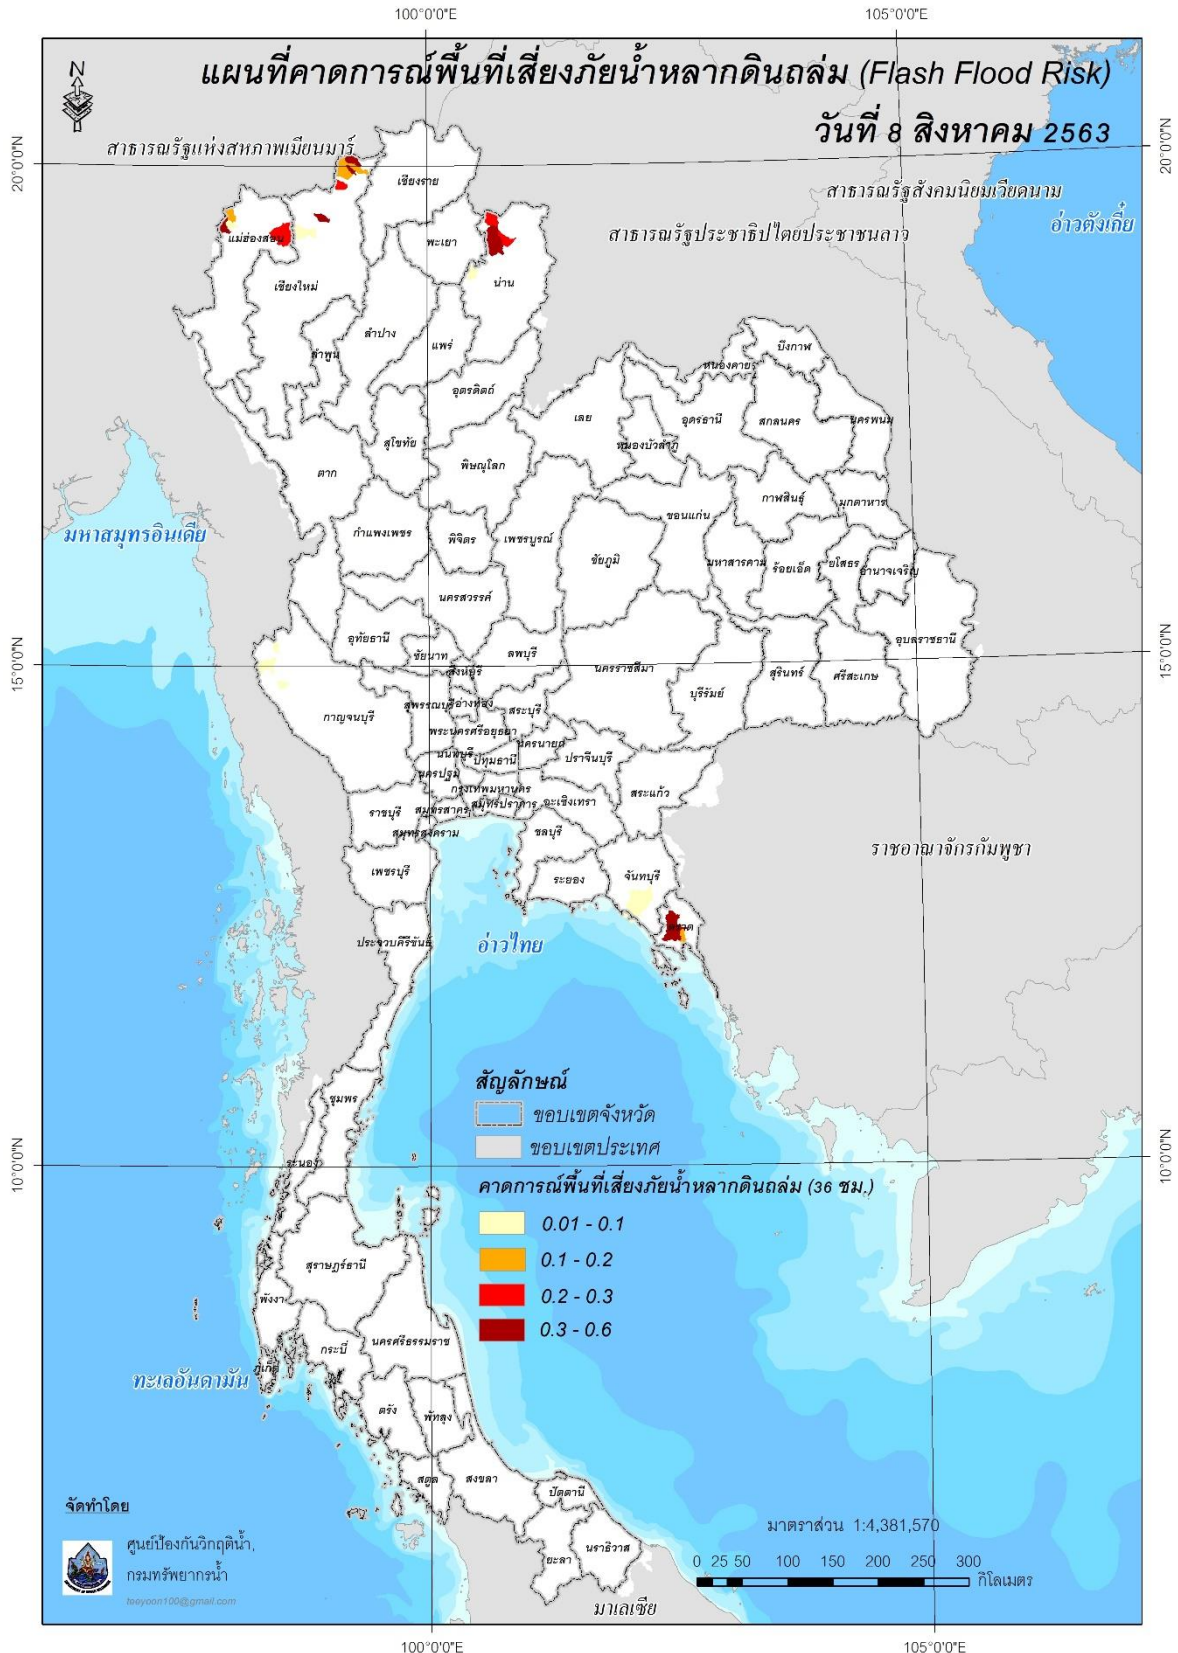 100°0'0"E 105°0'0"E
แผนที่คาดการณ์พื้นที่เสี่ยงภัยน้ำหลากดินถล่ม (Flash Flood Risk)
วันที่ 8 สิงหาคม 2563
N
20°0'0"N
20°0'0"N
สาธารณรัฐแห่งสหภาพเมียนมาร์
เชียงราย
สาธารณรัฐสังคมนิยมเวียดนาม
อ่าวตังเกี๋ย
สาธารณรัฐประชาธิปไตยประชาชนลาว
แม่ฮ่องสอน
พะเยา
น่าน
เชียงใหม่
ลำปาง
แพร่
ลำพูน
บึงกาฬ
หนองคาย
อุตรดิตถ์
เลย
อุดรธานี
สกลนคร
นครพนม
สุโขทัย
หนองบัวลำภู
ตาก
พิษณุโลก
กาฬสินธุ์
มุกดาหาร
ขอนแก่น
มหาสมุทรอินเดีย
กำแพงเพชร
พิจิตร
เพชรบูรณ์
ชัยภูมิ
มหาสารคาม
ร้อยเอ็ด
ยโสธร
อำนาจเจริญ
นครสวรรค์
อุทัยธานี
ชัยนาท
ลพบุรี
อุบลราชธานี
15°0'0"N
15°0'0"N
สิงห์บุรี
นครราชสีมา
สุรินทร์
ศรีสะเกษ
บุรีรัมย์
กาญจนบุรี
สุพรรณบุรี
อ่างทอง
สระบุรี
พระนครศรีอยุธยา
นครนายก
นนทบุรี
ปทุมธานี
ปราจีนบุรี
นครปฐม
กรุงเทพมหานคร
สระแก้ว
ราชบุรี
สมุทรสาคร
สมุทรปราการ
ฉะเชิงเทรา
สมุทรสงคราม
ชลบุรี
ราชอาณาจักรกัมพูชา
เพชรบุรี
ระยอง
จันทบุรี
ตราด
ประจวบคีรีขันธ์
อ่าวไทย
สัญลักษณ์
ขอบเขตจังหวัด
ขอบเขตประเทศ
คาดการณ์พื้นที่เสี่ยงภัยน้ำหลากดินถล่ม (36 ชม.)
0.01 - 0.1
0.1 - 0.2
0.2 - 0.3
0.3 - 0.6
ชุมพร
10°0'0"N
10°0'0"N
ระนอง
สุราษฎร์ธานี
พังงา
นครศรีธรรมราช
กระบี่
ภูเก็ต
ทะเลอันดามัน
ตรัง
พัทลุง
สตูล
สงขลา
ปัตตานี
ยะลา
นราธิวาส
มาเลเซีย
จัดทำโดย
ศูนย์ป้องกันวิกฤติน้ำ,
กรมทรัพยากรน้ำ
teeyoon100@gmail.com
มาตราส่วน 1:4,381,570
0 25 50 100 150 200 250 300
กิโลเมตร
100°0'0"E 105°0'0"E